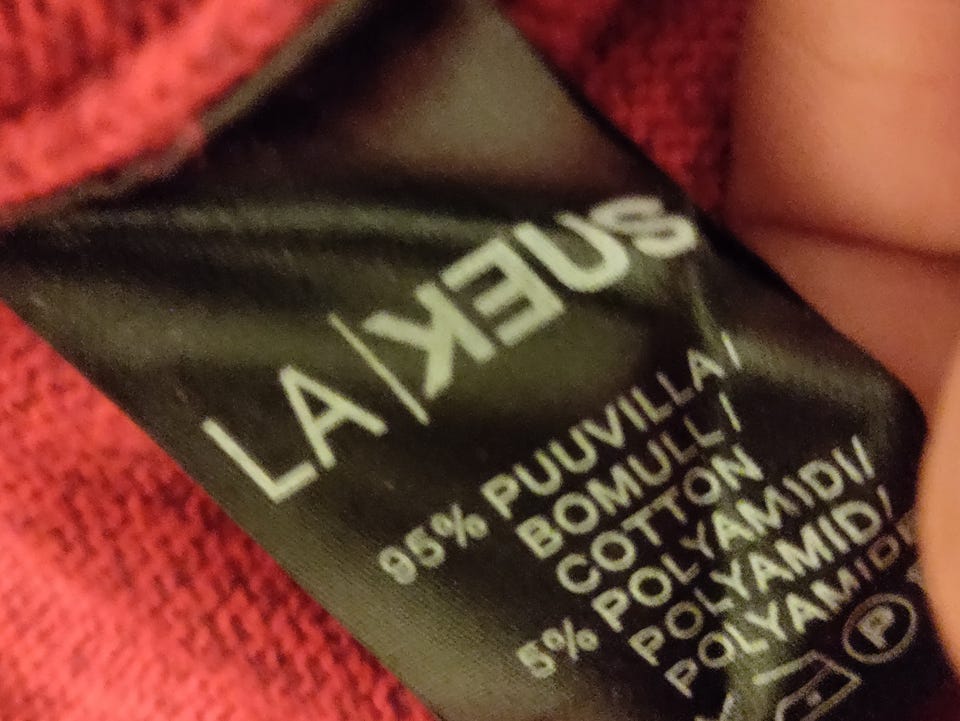 LA|KEUS
95% PUUVILLA/
BOMULL/
COTTON
5% POLYAMIDI/
POLYAMID/
POLYAMIDE
P